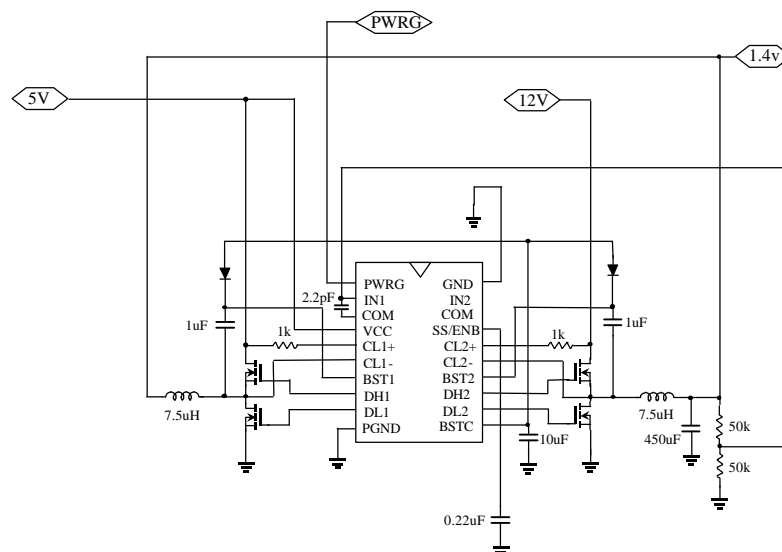 PWRG
1.4v
5V
12V
PWRG
IN1
COM
VCC
CL1+
CL1-
BST1
DH1
DL1
PGND
GND
IN2
COM
SS/ENB
CL2+
CL2-
BST2
DH2
DL2
BSTC
2.2pF
1uF
1k
7.5uH
1k
1uF
7.5uH
10uF
450uF
50k
50k
0.22uF